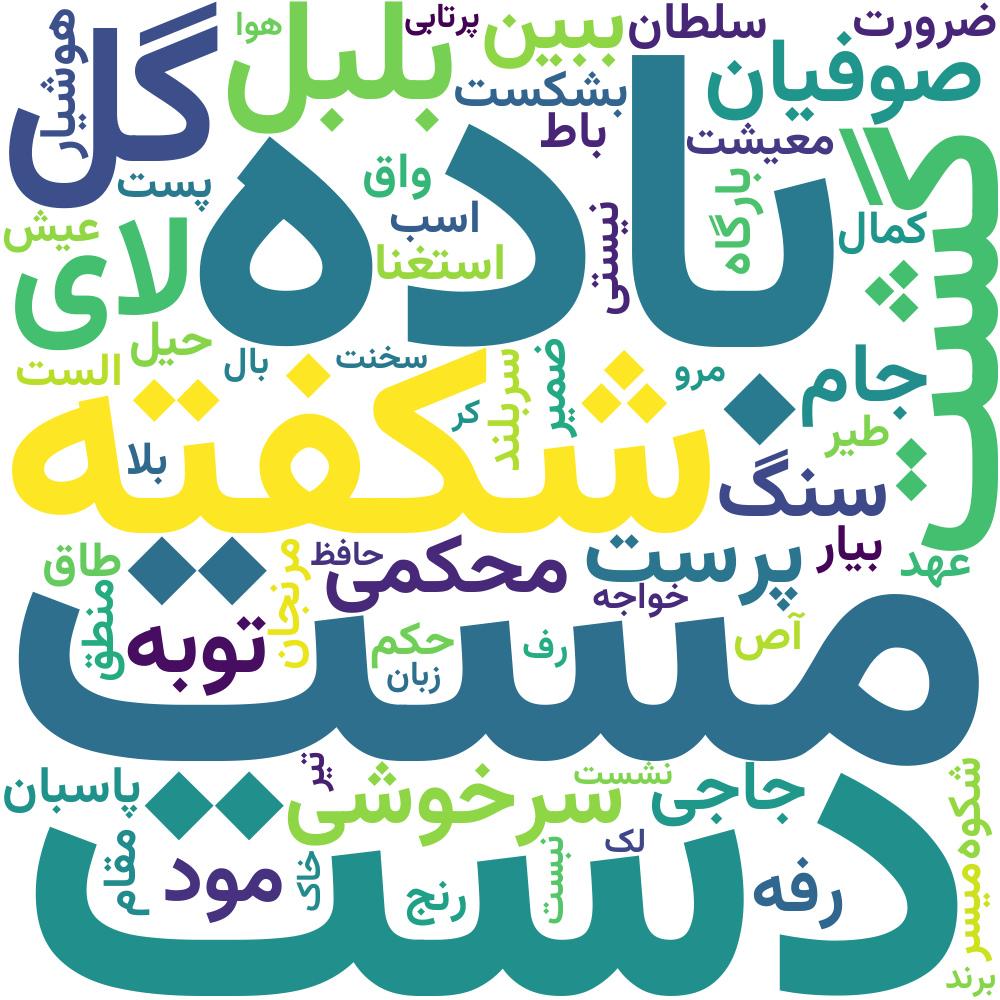 ضرورت
سلطان
پرتابی
هوا
ببین
بلبل
گل
هوشیار
صوفیان
بشکست
باط
معیشت
باده
گشت
واق
پست
اسب
نیستی
بارگاه
کمال
عیش
استغنا
لای
حیل
الست
بال
سخنت
ضمیر
مرو
جام
شکفته
سربلند
کر
طیر
بلا
سنگ
بیار
پرست
محکمی
حافظ
مرنجان
طاق
عهد
خواجه
منطق
توبه
حکم
رف
آص
زبان
مست
تیر
نشست
جاجی
سرخوشی
پاسبان
شکوه
دست
لک
نبست
مقام
مود
خاک
رنج
رفه
میسر
برند